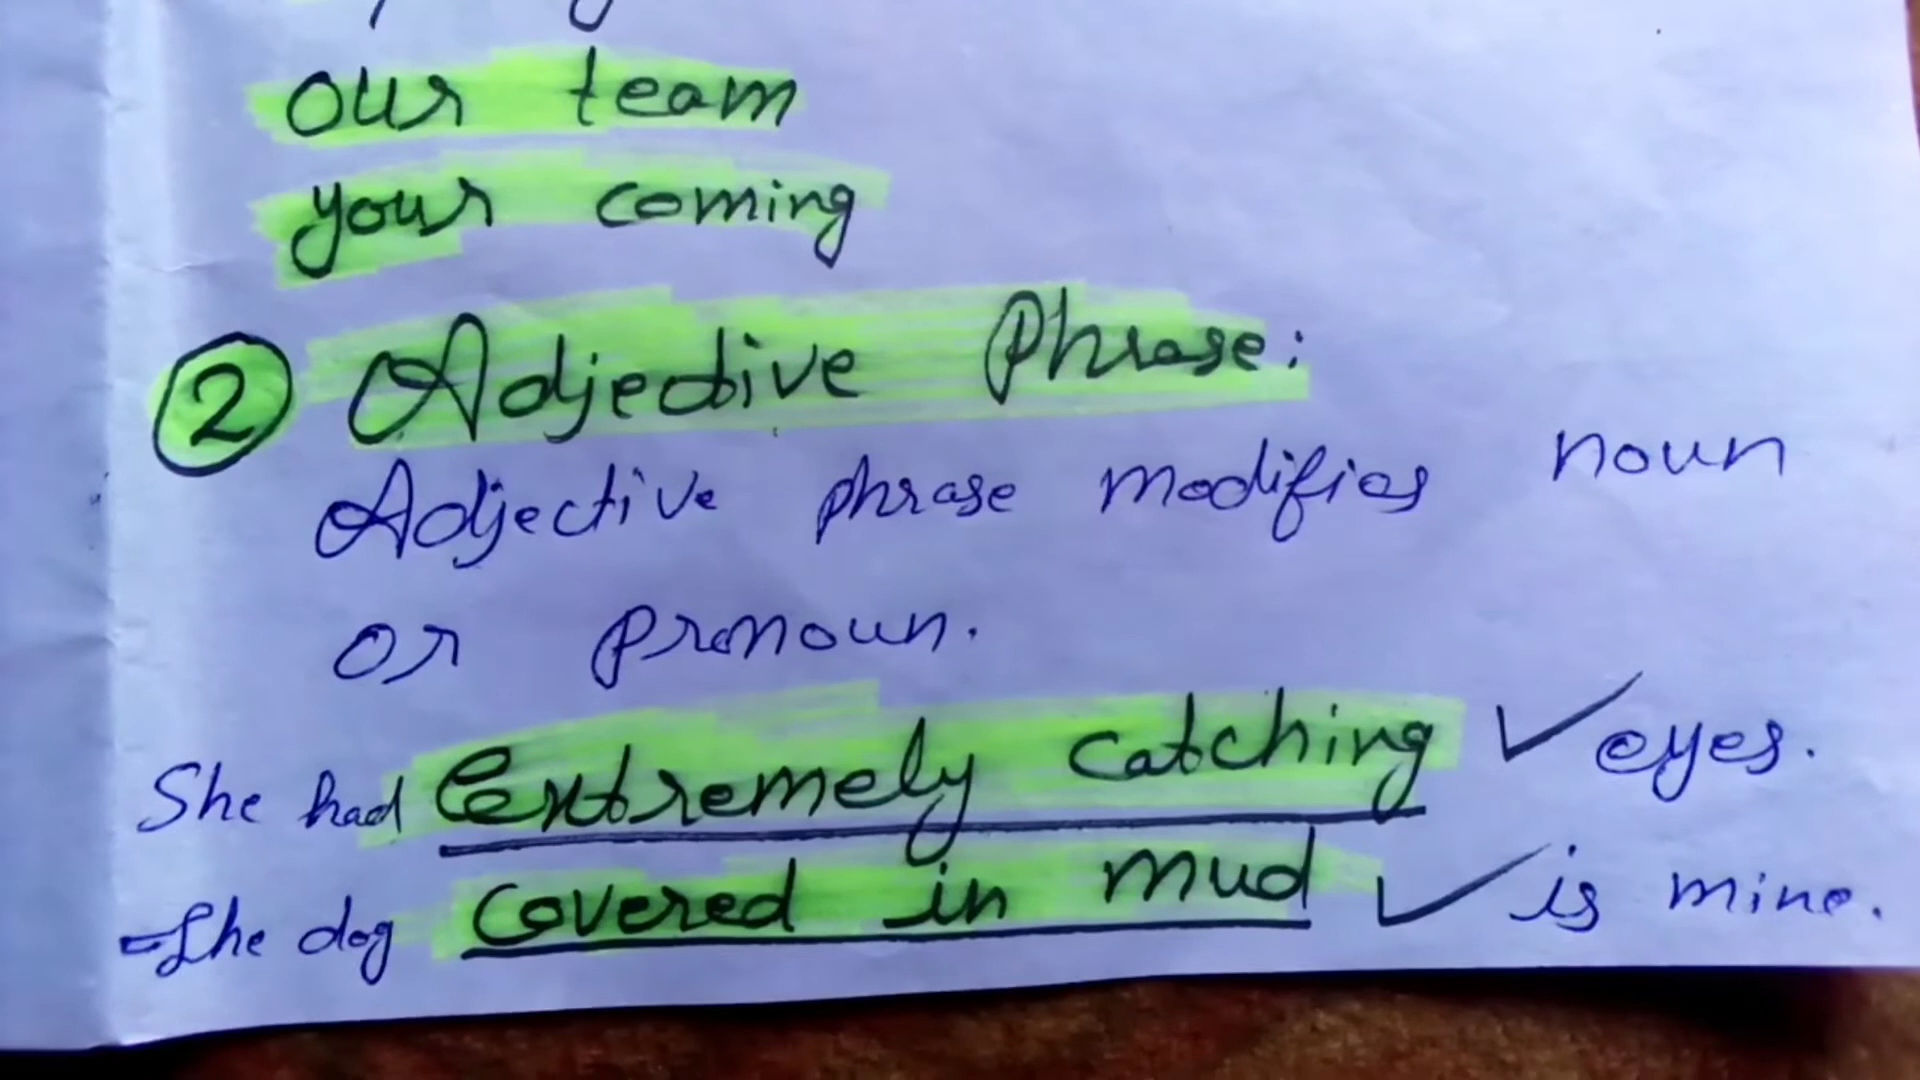 our team
your coming
2 Adjective Phrase:
Adjective phrase modifies noun
or pronoun.
She had extremely catching ✓ eyes.
The dog covered in mud ✓ is mine.